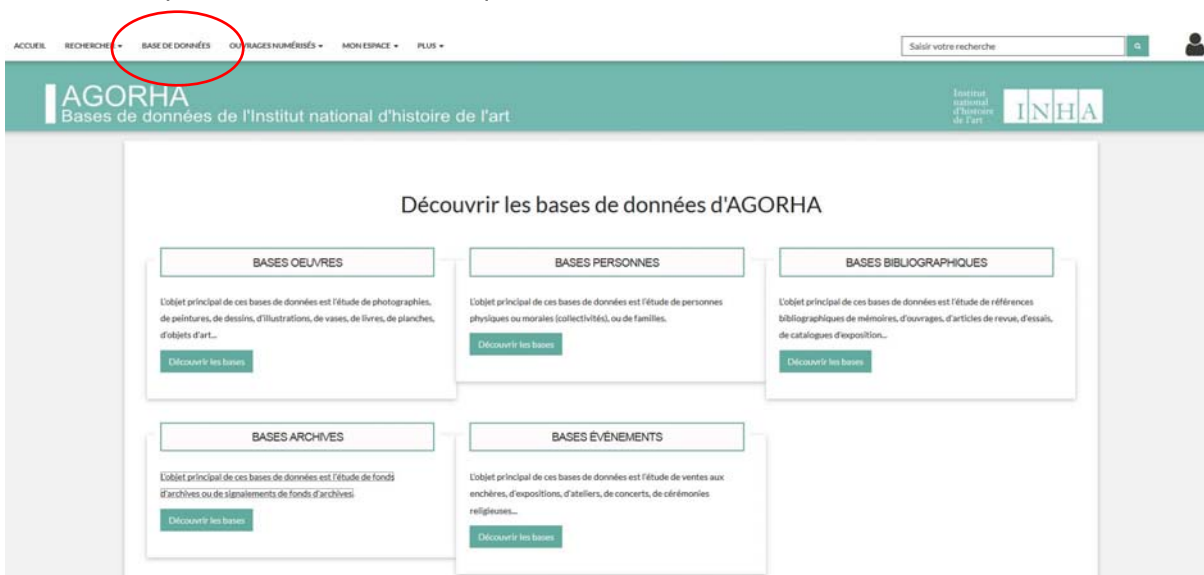 ACCUEIL RECHERCHER BASE DE DONNÉES OUVRAGES NUMÉRISÉS MON ESPACE PLUS Saisir votre recherche
AGORHA
Bases de données de l'Institut national d'histoire de l'art
Institut
national
d'histoire
de l'art
INHA
Découvrir les bases de données d'AGORHA
BASES OEUVRES
L'objet principal de ces bases de données est l'étude de photographies,
de peintures, de dessins, d'illustrations, de vases, de livres, de planches,
d'objets d'art...
Découvrir les bases
BASES PERSONNES
L'objet principal de ces bases de données est l'étude de personnes
physiques ou morales (collectivités), ou de familles.
Découvrir les bases
BASES BIBLIOGRAPHIQUES
L'objet principal de ces bases de données est l'étude de références
bibliographiques de mémoires, d'ouvrages, d'articles de revue, d'essais,
de catalogues d'exposition...
Découvrir les bases
BASES ARCHIVES
L'objet principal de ces bases de données est l'étude de fonds
d'archives ou de signalements de fonds d'archives.
Découvrir les bases
BASES ÉVÉNEMENTS
L'objet principal de ces bases de données est l'étude de ventes aux
enchères, d'expositions, d'ateliers, de concerts, de cérémonies
religieuses...
Découvrir les bases